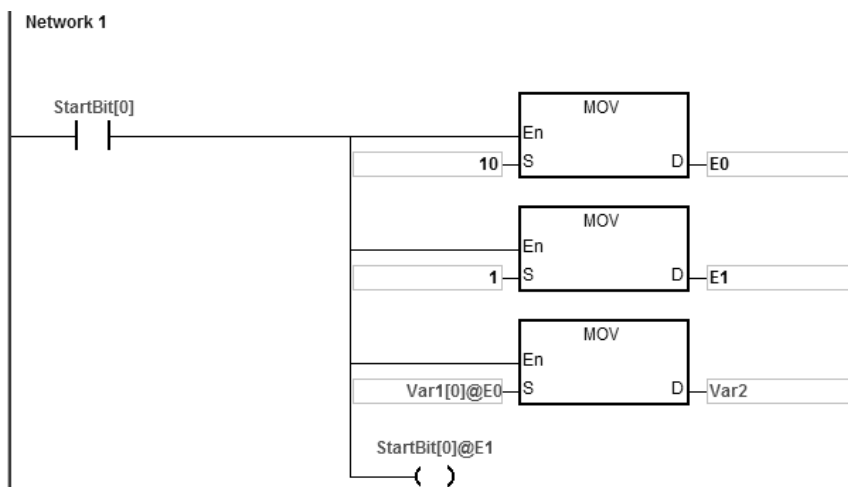 Network 1
StartBit[0]
MOV
En
10 S D E0
MOV
En
1 S D E1
MOV
En
Var1[0]@E0 S D Var2
StartBit[0]@E1